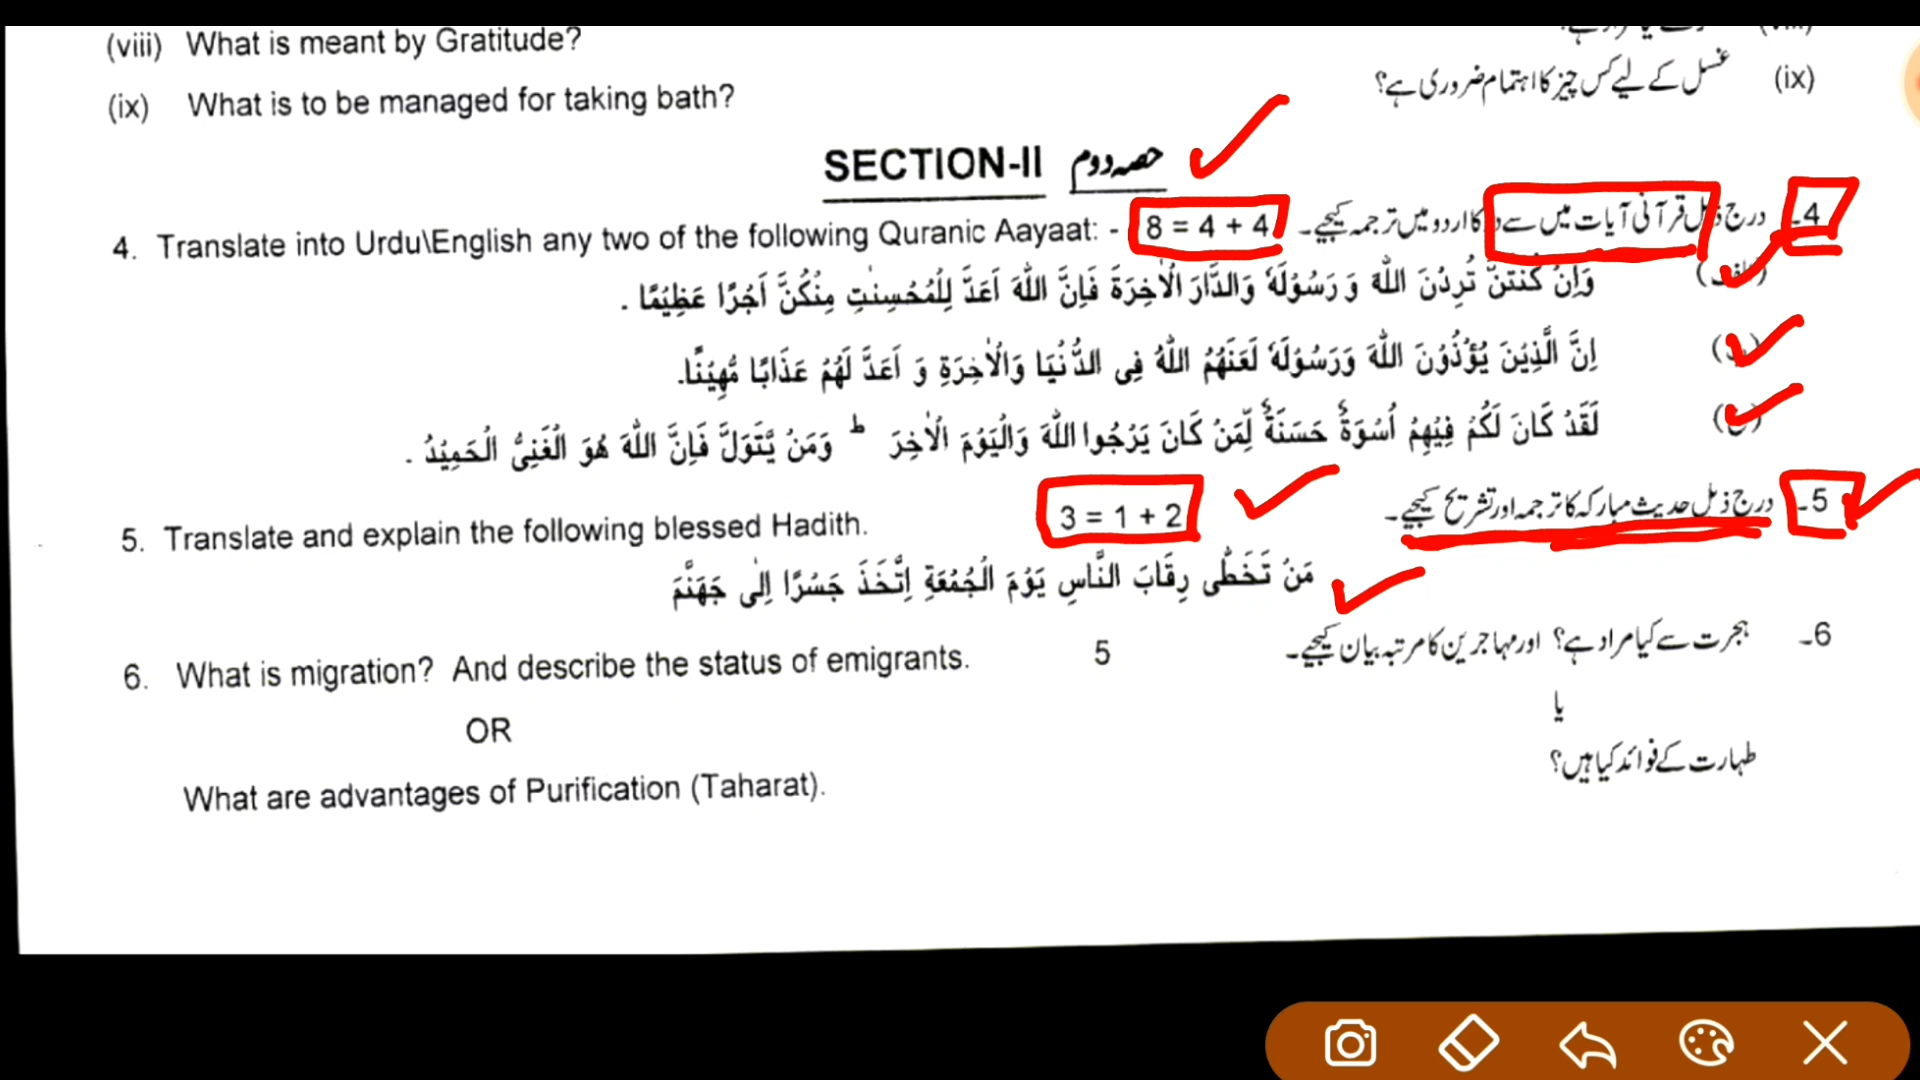 (viii) What is meant by Gratitude?
(ix) What is to be managed for taking bath?
(ix) غسل کے لیے کس چیز کا اہتمام ضروری ہے؟
SECTION-II حصہ دوم
4. Translate into Urdu\English any two of the following Quranic Aayaat: - 8 = 4 + 4
4۔ درج ذیل قرآنی آیات میں سے دو کا اردو میں ترجمہ کیجیے۔
وَاِنْ كُنْتُنَّ تُرِدْنَ اللّٰهَ وَ رَسُوْلَهٗ وَالدَّارَ الْاٰخِرَةَ فَاِنَّ اللّٰهَ اَعَدَّ لِلْمُحْسِنٰتِ مِنْكُنَّ اَجْرًا عَظِيْمًا .
اِنَّ الَّذِيْنَ يُؤْذُوْنَ اللّٰهَ وَرَسُوْلَهٗ لَعَنَهُمُ اللّٰهُ فِى الدُّنْيَا وَالْاٰخِرَةِ وَ اَعَدَّ لَهُمْ عَذَابًا مُّهِيْنًا.
لَقَدْ كَانَ لَكُمْ فِيْهِمْ اُسْوَةٌ حَسَنَةٌ لِّمَنْ كَانَ يَرْجُوا اللّٰهَ وَالْيَوْمَ الْاٰخِرَ ط وَمَنْ يَّتَوَلَّ فَاِنَّ اللّٰهَ هُوَ الْغَنِىُّ الْحَمِيْدُ .
5. Translate and explain the following blessed Hadith. 3 = 1 + 2
5۔ درج ذیل حدیث مبارکہ کا ترجمہ اور تشریح کیجیے۔
مَنْ تَخَطّٰى رِقَابَ النَّاسِ يَوْمَ الْجُمُعَةِ اِتَّخَذَ جَسْرًا اِلٰى جَهَنَّمَ
6. What is migration? And describe the status of emigrants. 5
6۔ ہجرت سے کیا مراد ہے؟ اور مہاجرین کا مرتبہ بیان کیجیے۔
OR
یا
What are advantages of Purification (Taharat).
طہارت کے فوائد کیا ہیں؟